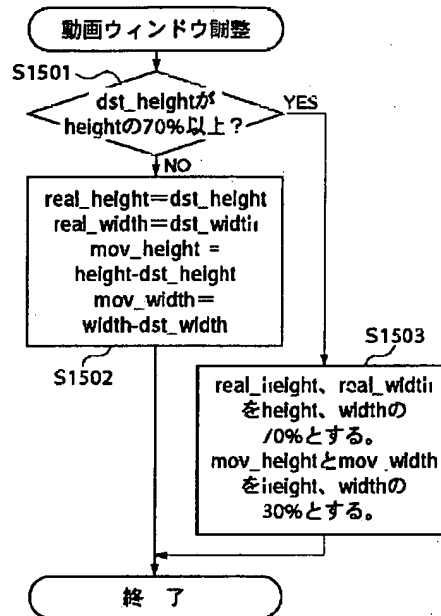 動画ウィンドウ調整
S1501
dst_heightが
heightの70%以上？
YES
NO
real_height＝dst_height
real_width＝dst_width
mov_height =
height-dst_height
mov_width＝
width-dst_width
S1502
S1503
real_height、real_width
をheight、widthの
70%とする。
mov_heightとmov_width
をheight、widthの
30%とする。
終 了